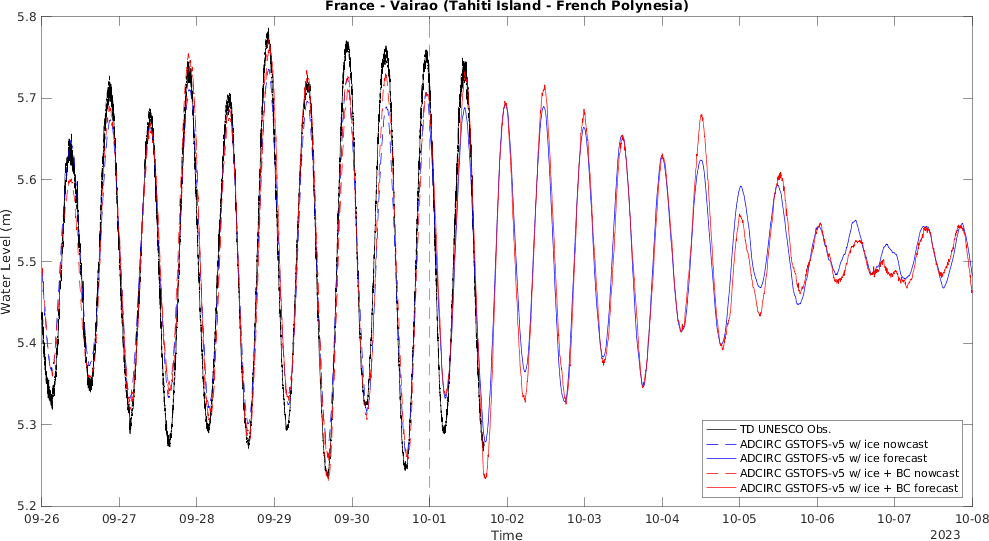 France - Vairao (Tahiti Island - French Polynesia)
5.8
5.7
5.6
5.5
5.4
5.3
5.2
Water Level (m)
TD UNESCO Obs.
ADCIRC GSTOFS-v5 w/ ice nowcast
ADCIRC GSTOFS-v5 w/ ice forecast
ADCIRC GSTOFS-v5 w/ ice + BC nowcast
ADCIRC GSTOFS-v5 w/ ice + BC forecast
09-26 09-27 09-28 09-29 09-30 10-01 10-02 10-03 10-04 10-05 10-06 10-07 10-08
Time
2023